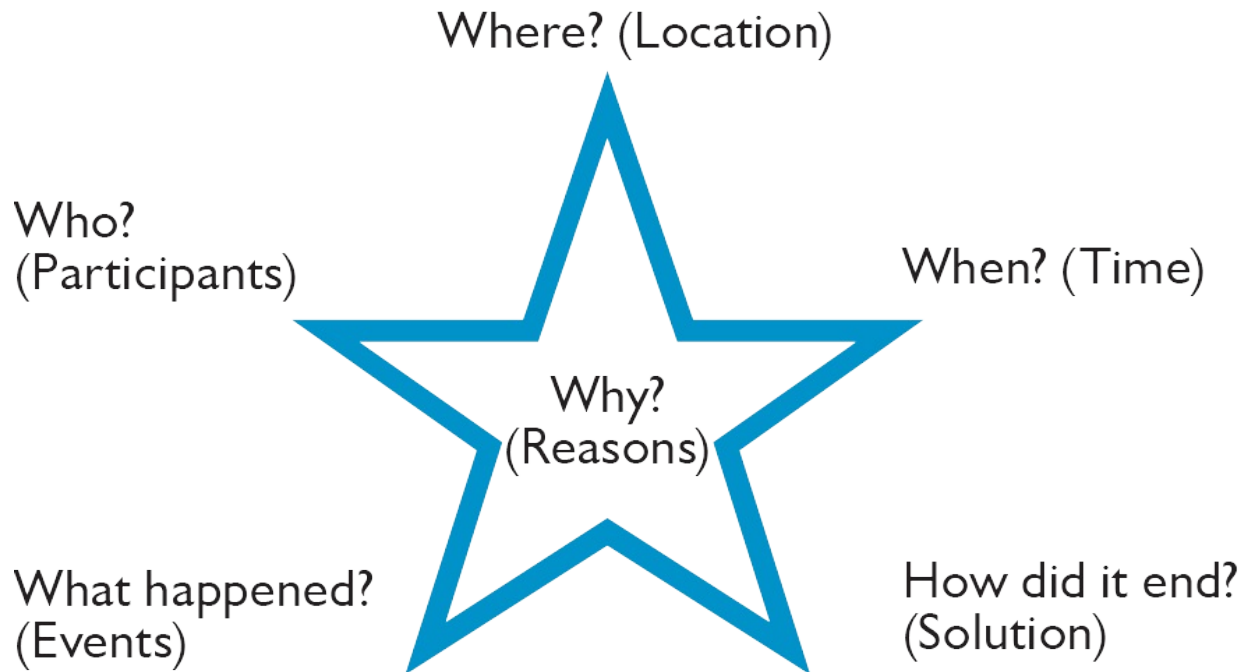 Where? (Location)
Who?
(Participants)
When? (Time)
Why?
(Reasons)
What happened?
(Events)
How did it end?
(Solution)